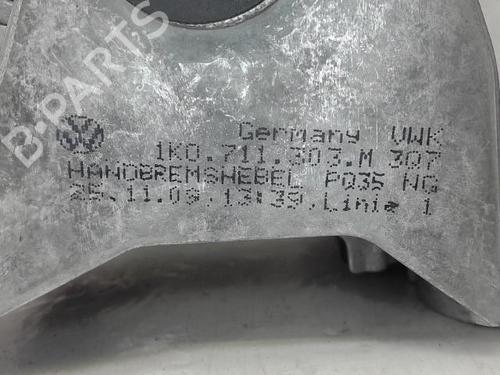 B-PARTS
Germany VWK
1K0.711.303.M 307
HANDBREMSHEBEL PQ35 NG
25.11.09.13:39.Linie 1